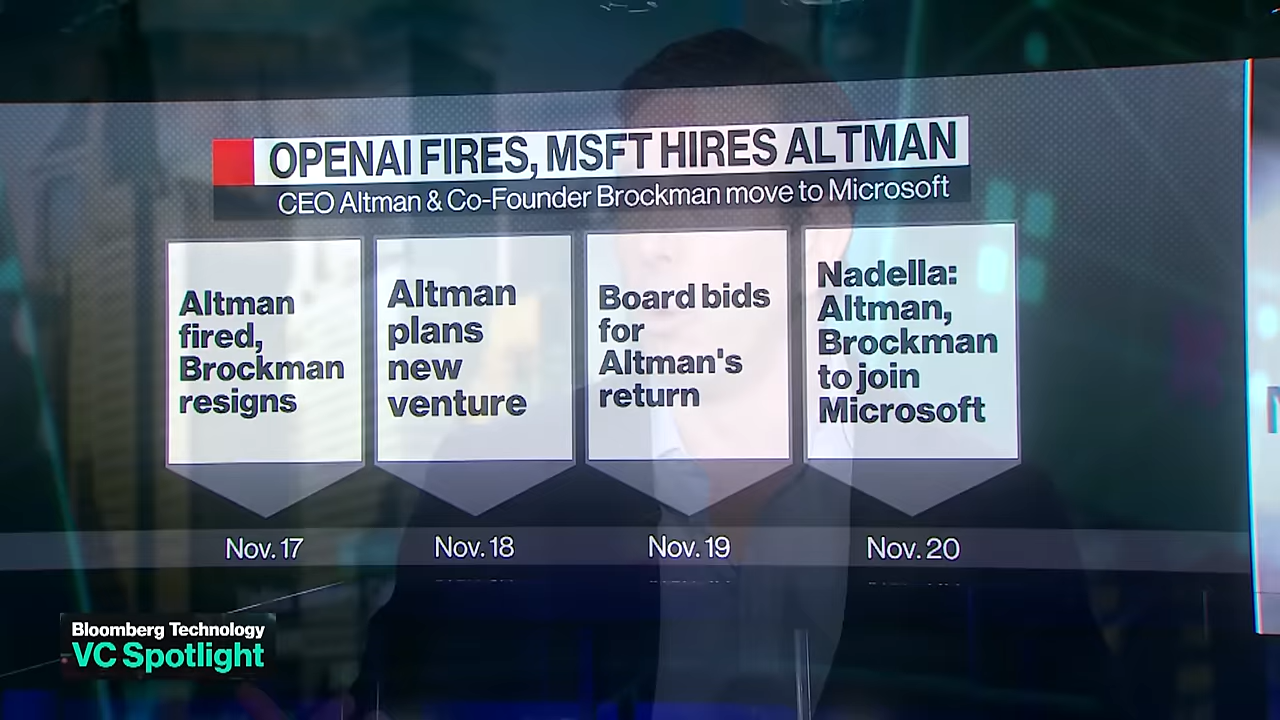 OPENAI FIRES, MSFT HIRES ALTMAN
CEO Altman & Co-Founder Brockman move to Microsoft
Altman
fired,
Brockman
resigns
Altman
plans
new
venture
Board bids
for
Altman's
return
Nadella:
Altman,
Brockman
to join
Microsoft
Nov. 17
Nov. 18
Nov. 19
Nov. 20
Bloomberg Technology
VC Spotlight